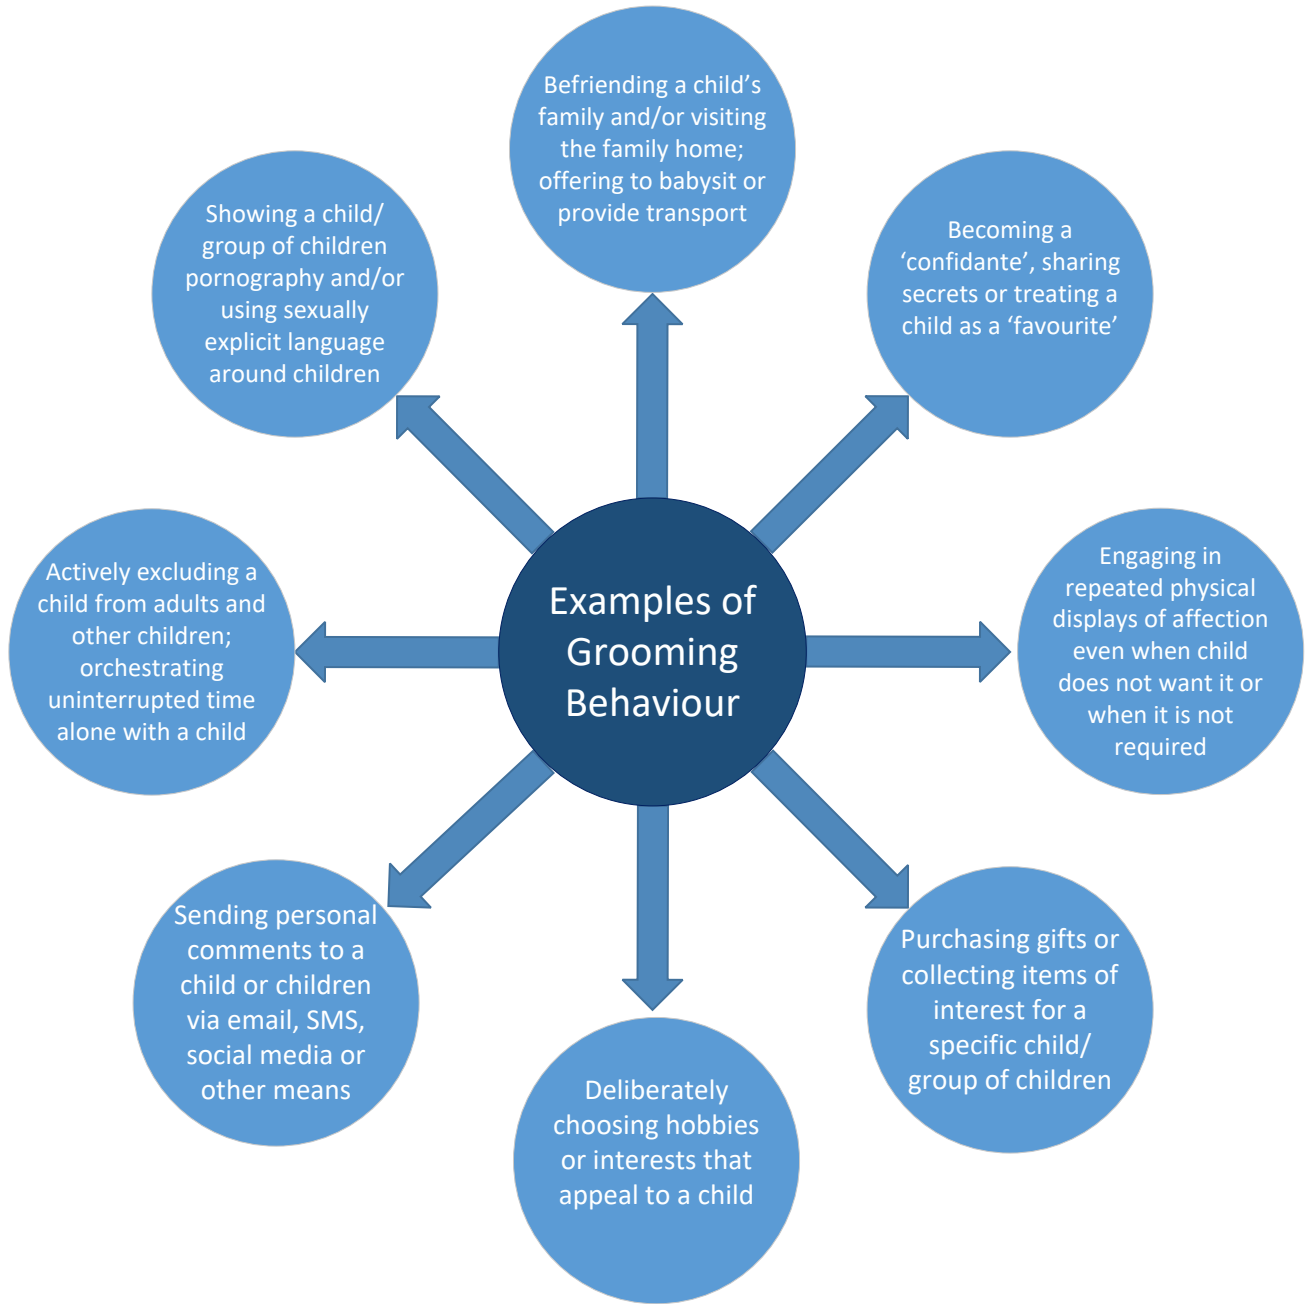 Befriending a child’s
family and/or visiting
the family home;
offering to babysit or
provide transport
Becoming a
‘confidante’, sharing
secrets or treating a
child as a ‘favourite’
Engaging in
repeated physical
displays of affection
even when child
does not want it or
when it is not
required
Purchasing gifts or
collecting items of
interest for a
specific child/
group of children
Deliberately
choosing hobbies
or interests that
appeal to a child
Sending personal
comments to a
child or children
via email, SMS,
social media or
other means
Actively excluding a
child from adults and
other children;
orchestrating
uninterrupted time
alone with a child
Showing a child/
group of children
pornography and/or
using sexually
explicit language
around children
Examples of
Grooming
Behaviour